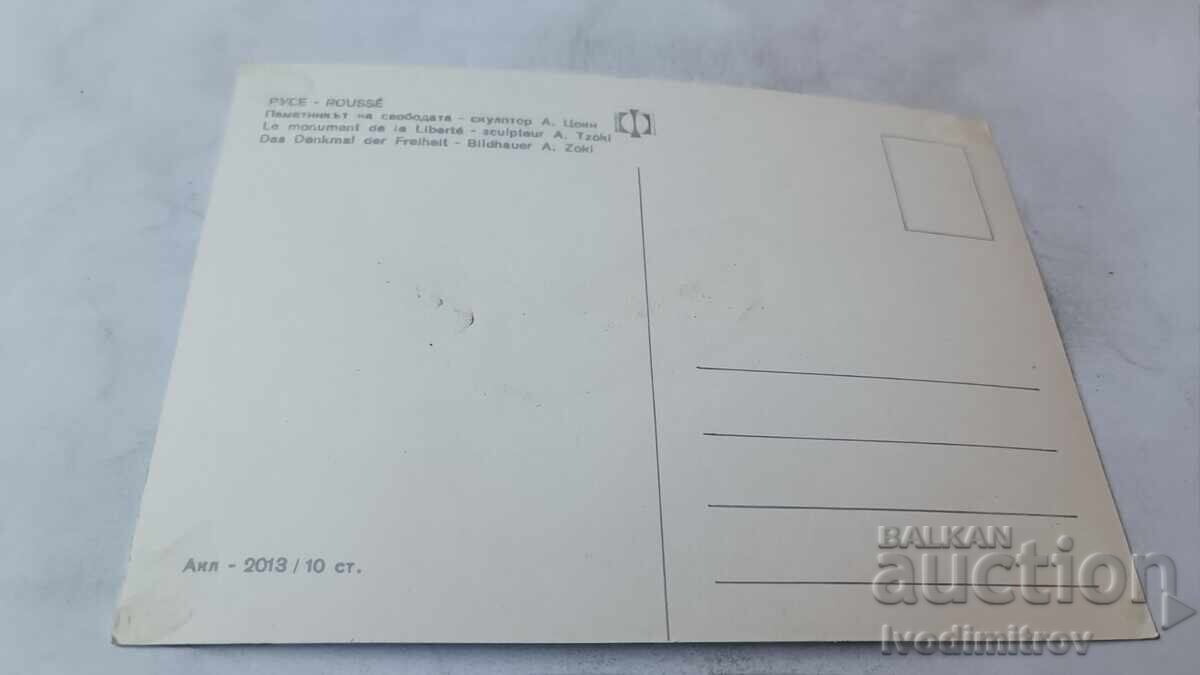 РУСЕ - ROUSSÉ
Паметникът на свободата - скулптор А. Цоки
Le monument de la Liberté - sculpteur A. Tzoki
Das Denkmal der Freiheit - Bildhauer A. Zoki
Акл - 2013 / 10 ст.
BALKAN
auction
Ivodimitrov